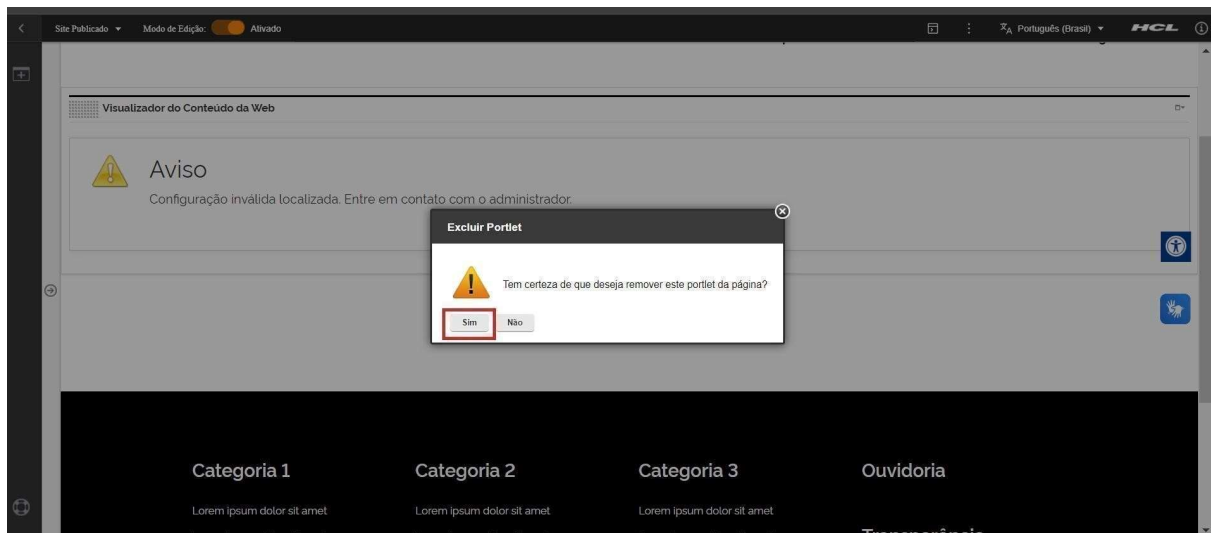 Site Publicado
Modo de Edição:
Ativado
Português (Brasil)
HCL
Visualizador do Conteúdo da Web
Aviso
Configuração inválida localizada. Entre em contato com o administrador.
Excluir Portlet
Tem certeza de que deseja remover este portlet da página?
Sim
Não
Categoria 1
Categoria 2
Categoria 3
Ouvidoria
Lorem ipsum dolor sit amet
Lorem ipsum dolor sit amet
Lorem ipsum dolor sit amet
Transparência